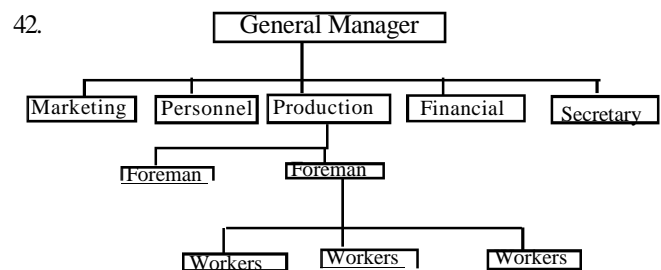 42.
General Manager
Marketing Personnel Production Financial Secretary
Foreman Foreman
Workers Workers Workers